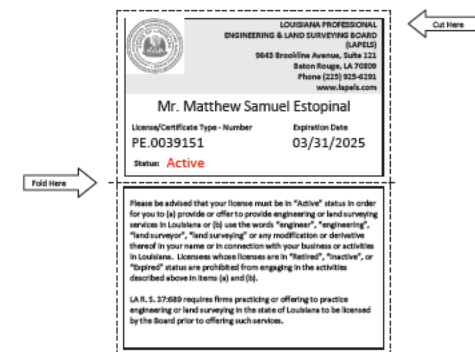 LOUISIANA PROFESSIONAL
ENGINEERING & LAND SURVEYING BOARD
(LAPELS)
9643 Brookline Avenue, Suite 121
Baton Rouge, LA 70809
Phone (225) 925-6291
www.lapels.com
Cut Here
Mr. Matthew Samuel Estopinal
License/Certificate Type - Number Expiration Date
PE.0039151 03/31/2025
Status: Active
Fold Here
Please be advised that your license must be in "Active" status in order
for you to (a) provide or offer to provide engineering or land surveying
services in Louisiana or (b) use the words "engineer", "engineering",
"land surveyor", "land surveying" or any modification or derivative
thereof in your name or in connection with your business or activities
in Louisiana. Licensees whose licenses are in "Retired", "Inactive", or
"Expired" status are prohibited from engaging in the activities
described above in items (a) and (b).
LA R. S. 37:689 requires firms practicing or offering to practice
engineering or land surveying in the state of Louisiana to be licensed
by the Board prior to offering such services.